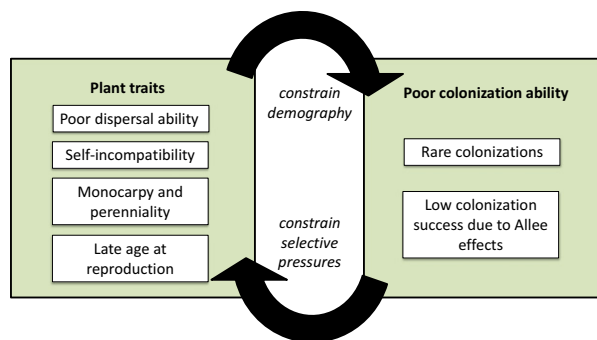 Plant traits
Poor dispersal ability
Self-incompatibility
Monocarpy and
perenniality
Late age at
reproduction
constrain
demography
constrain
selective
pressures
Poor colonization ability
Rare colonizations
Low colonization
success due to Allee
effects